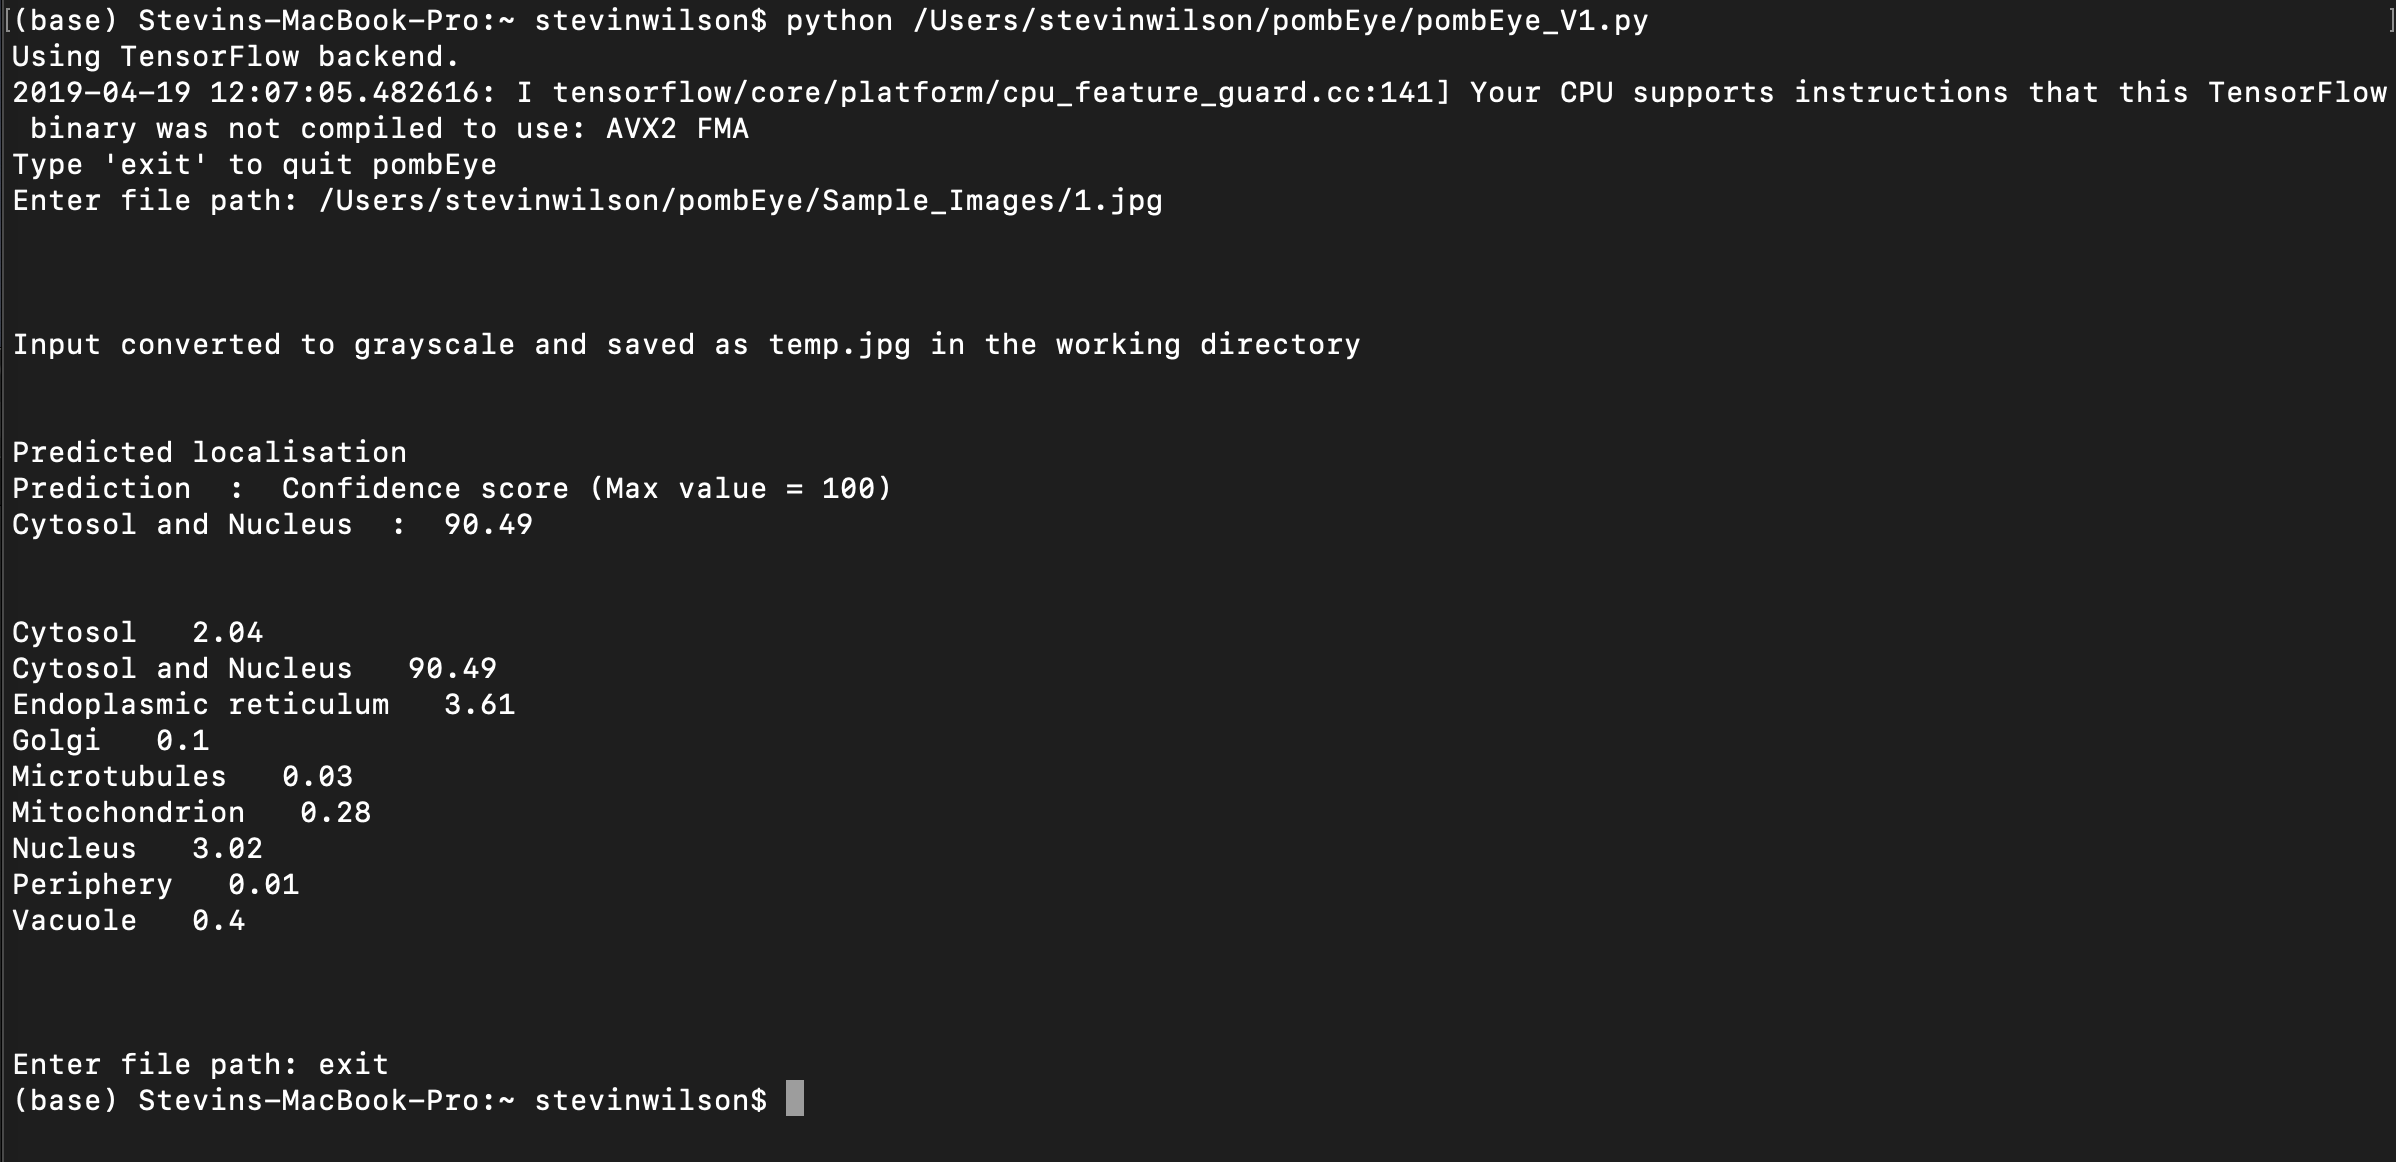 [(base) Stevins-MacBook-Pro:~ stevinwilson$ python /Users/stevinwilson/pombEye/pombEye_V1.py ]
Using TensorFlow backend.
2019-04-19 12:07:05.482616: I tensorflow/core/platform/cpu_feature_guard.cc:141] Your CPU supports instructions that this TensorFlow
 binary was not compiled to use: AVX2 FMA
Type 'exit' to quit pombEye
Enter file path: /Users/stevinwilson/pombEye/Sample_Images/1.jpg
Input converted to grayscale and saved as temp.jpg in the working directory
Predicted localisation
Prediction  :  Confidence score (Max value = 100)
Cytosol and Nucleus  :  90.49
Cytosol   2.04
Cytosol and Nucleus   90.49
Endoplasmic reticulum   3.61
Golgi   0.1
Microtubules   0.03
Mitochondrion   0.28
Nucleus   3.02
Periphery   0.01
Vacuole   0.4
Enter file path: exit
(base) Stevins-MacBook-Pro:~ stevinwilson$